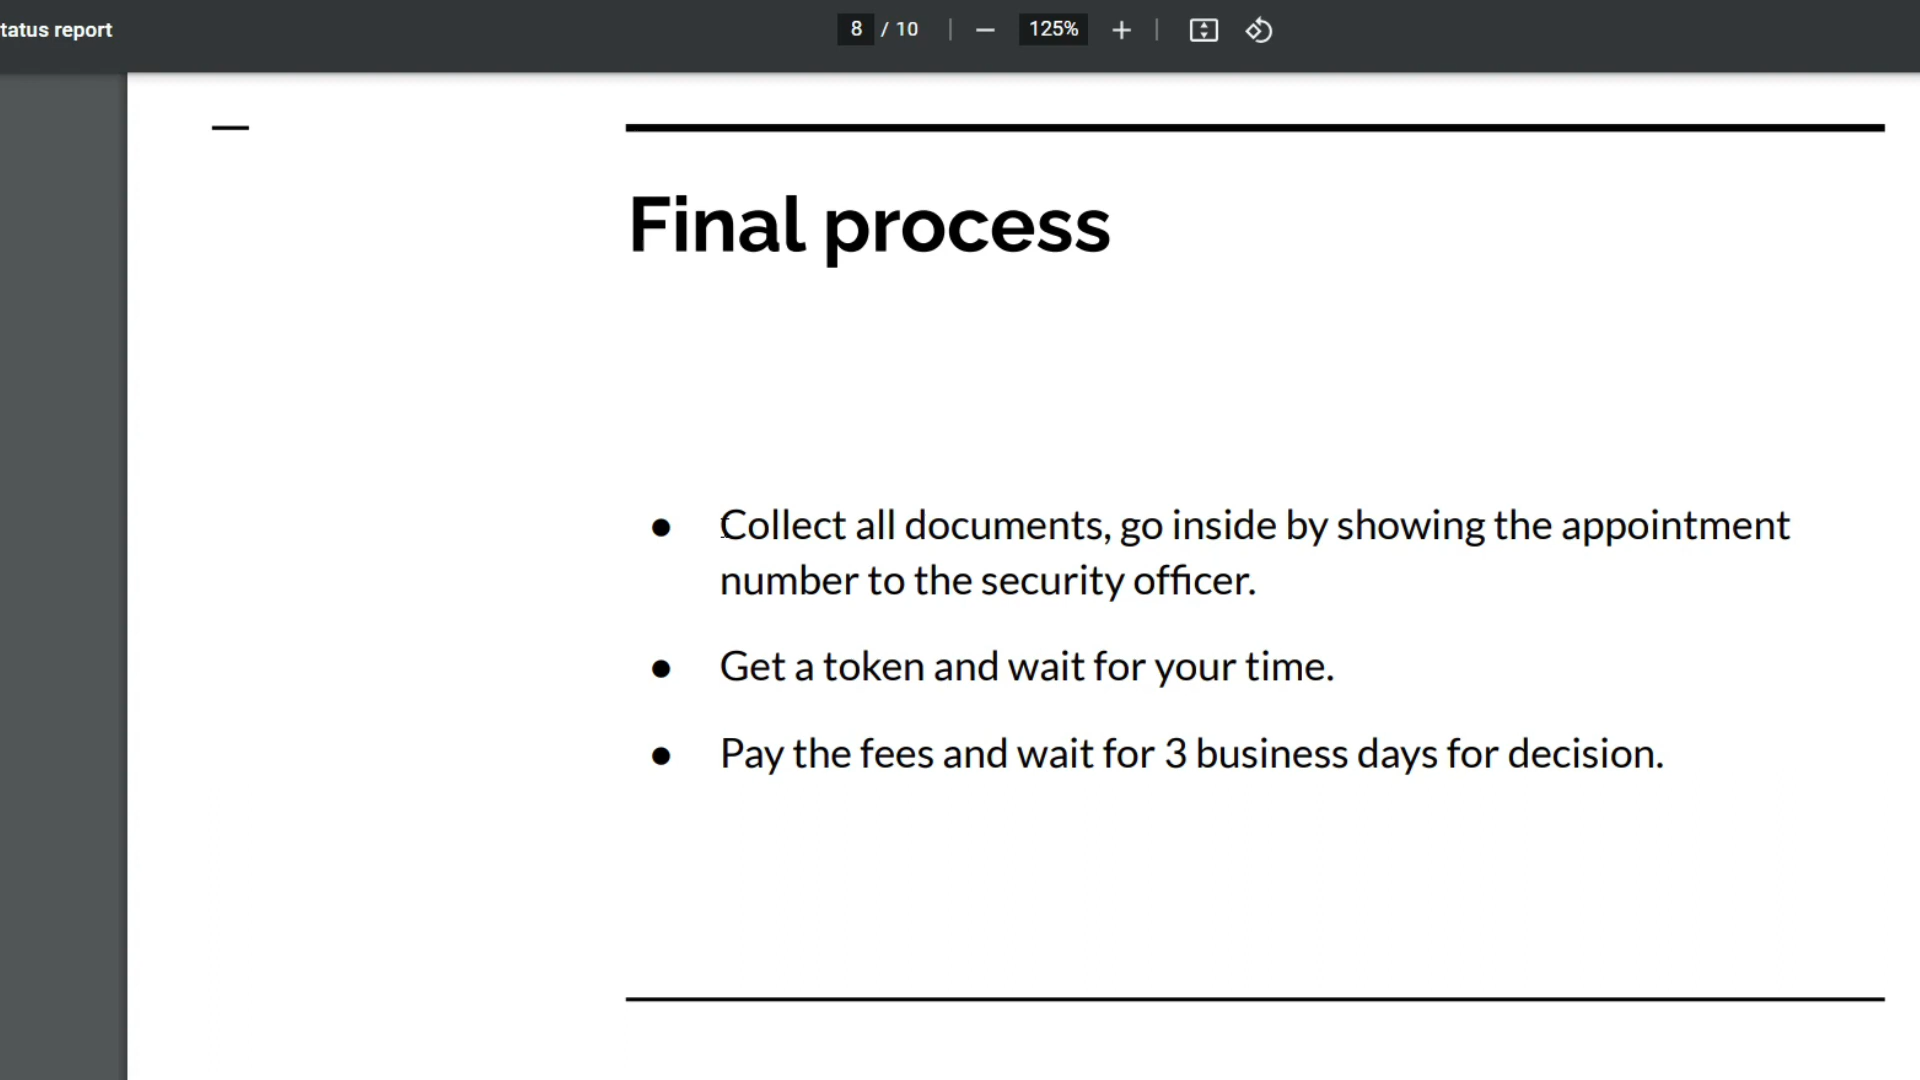 tatus report
8 / 10
125%
Final process
● Collect all documents, go inside by showing the appointment
number to the security officer.
● Get a token and wait for your time.
● Pay the fees and wait for 3 business days for decision.